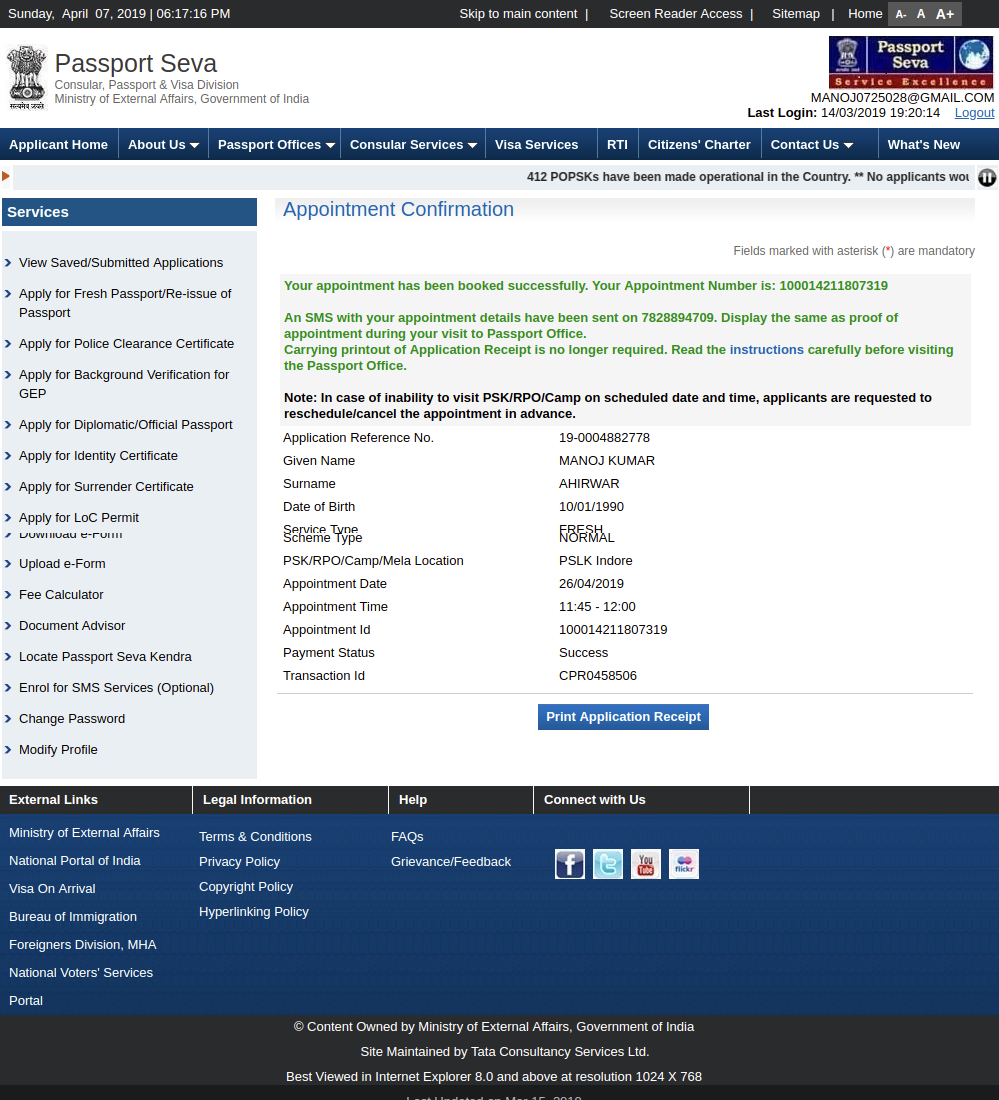 Sunday, April 07, 2019 | 06:17:16 PM
Skip to main content | Screen Reader Access | Sitemap | Home A- A A+
Passport Seva
Consular, Passport & Visa Division
Ministry of External Affairs, Government of India
सत्यमेव जयते
Passport
Seva
Service Excellence
MANOJ0725028@GMAIL.COM
Last Login: 14/03/2019 19:20:14 Logout
Applicant Home About Us Passport Offices Consular Services Visa Services RTI Citizens' Charter Contact Us What's New
412 POPSKs have been made operational in the Country. ** No applicants wou
Services
View Saved/Submitted Applications
Apply for Fresh Passport/Re-issue of
Passport
Apply for Police Clearance Certificate
Apply for Background Verification for
GEP
Apply for Diplomatic/Official Passport
Apply for Identity Certificate
Apply for Surrender Certificate
Apply for LoC Permit
Download e-Form
Upload e-Form
Fee Calculator
Document Advisor
Locate Passport Seva Kendra
Enrol for SMS Services (Optional)
Change Password
Modify Profile
Appointment Confirmation
Fields marked with asterisk (*) are mandatory
Your appointment has been booked successfully. Your Appointment Number is: 100014211807319
An SMS with your appointment details have been sent on 7828894709. Display the same as proof of
appointment during your visit to Passport Office.
Carrying printout of Application Receipt is no longer required. Read the instructions carefully before visiting
the Passport Office.
Note: In case of inability to visit PSK/RPO/Camp on scheduled date and time, applicants are requested to
reschedule/cancel the appointment in advance.
Application Reference No. 19-0004882778
Given Name MANOJ KUMAR
Surname AHIRWAR
Date of Birth 10/01/1990
Service Type FRESH
Scheme Type NORMAL
PSK/RPO/Camp/Mela Location PSLK Indore
Appointment Date 26/04/2019
Appointment Time 11:45 - 12:00
Appointment Id 100014211807319
Payment Status Success
Transaction Id CPR0458506
Print Application Receipt
External Links
Ministry of External Affairs
National Portal of India
Visa On Arrival
Bureau of Immigration
Foreigners Division, MHA
National Voters' Services
Portal
Legal Information
Terms & Conditions
Privacy Policy
Copyright Policy
Hyperlinking Policy
Help
FAQs
Grievance/Feedback
Connect with Us
f t You Tube flickr
© Content Owned by Ministry of External Affairs, Government of India
Site Maintained by Tata Consultancy Services Ltd.
Best Viewed in Internet Explorer 8.0 and above at resolution 1024 X 768
Last Updated on Mar 15, 2019